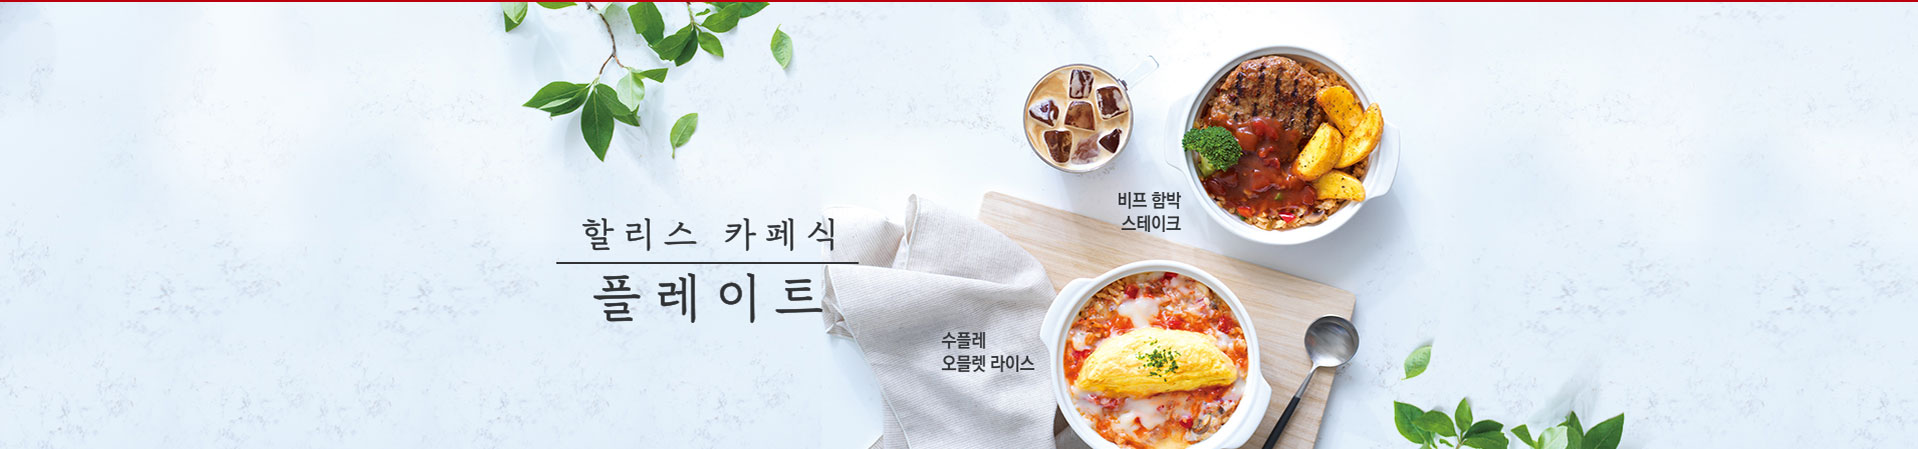 할리스 카페식
플레이트
비프 함박
스테이크
수플레
오믈렛 라이스